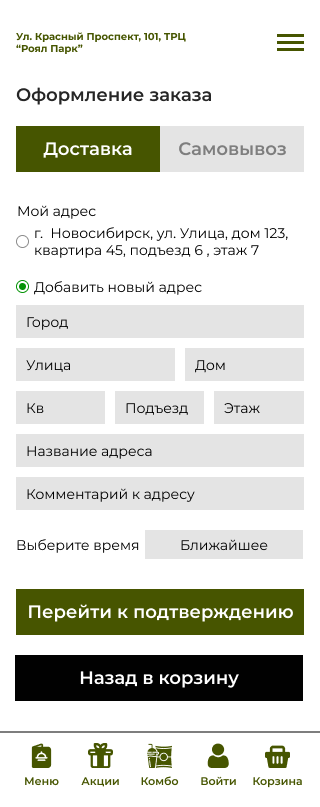 Ул. Красный Проспект, 101, ТРЦ
“Роял Парк”
Оформление заказа
Доставка
Самовывоз
Мой адрес
г.  Новосибирск, ул. Улица, дом 123,
квартира 45, подъезд 6 , этаж 7
Добавить новый адрес
Город
Улица
Дом
Кв
Подъезд
Этаж
Название адреса
Комментарий к адресу
Выберите время
Ближайшее
Перейти к подтверждению
Назад в корзину
Меню
Акции
Комбо
Войти
Корзина